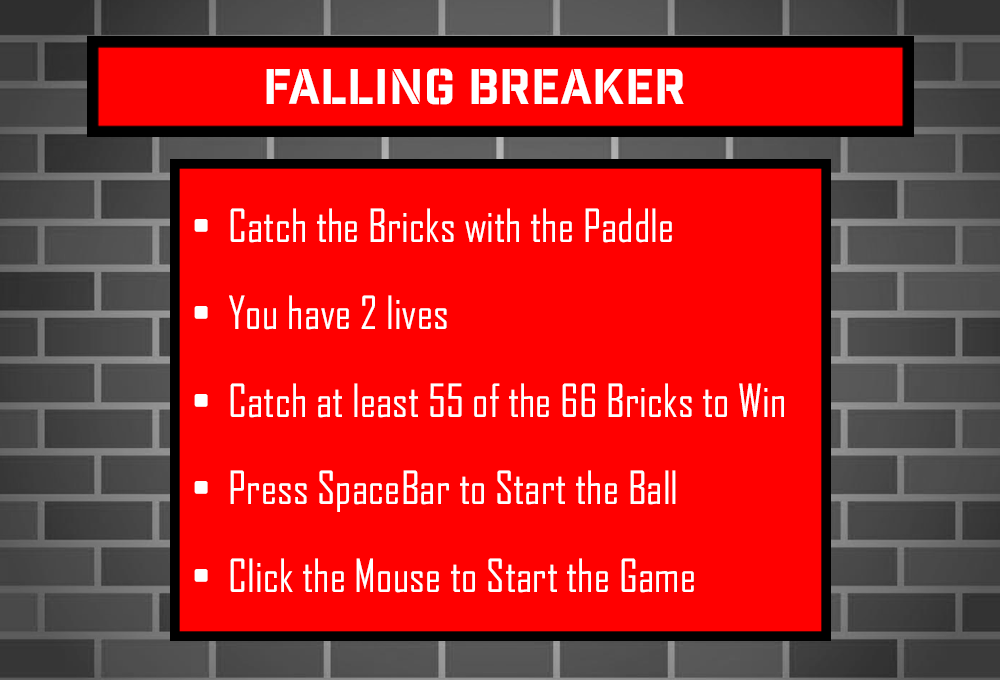 FALLING BREAKER
▪ Catch the Bricks with the Paddle
▪ You have 2 lives
▪ Catch at least 55 of the 66 Bricks to Win
▪ Press SpaceBar to Start the Ball
▪ Click the Mouse to Start the Game